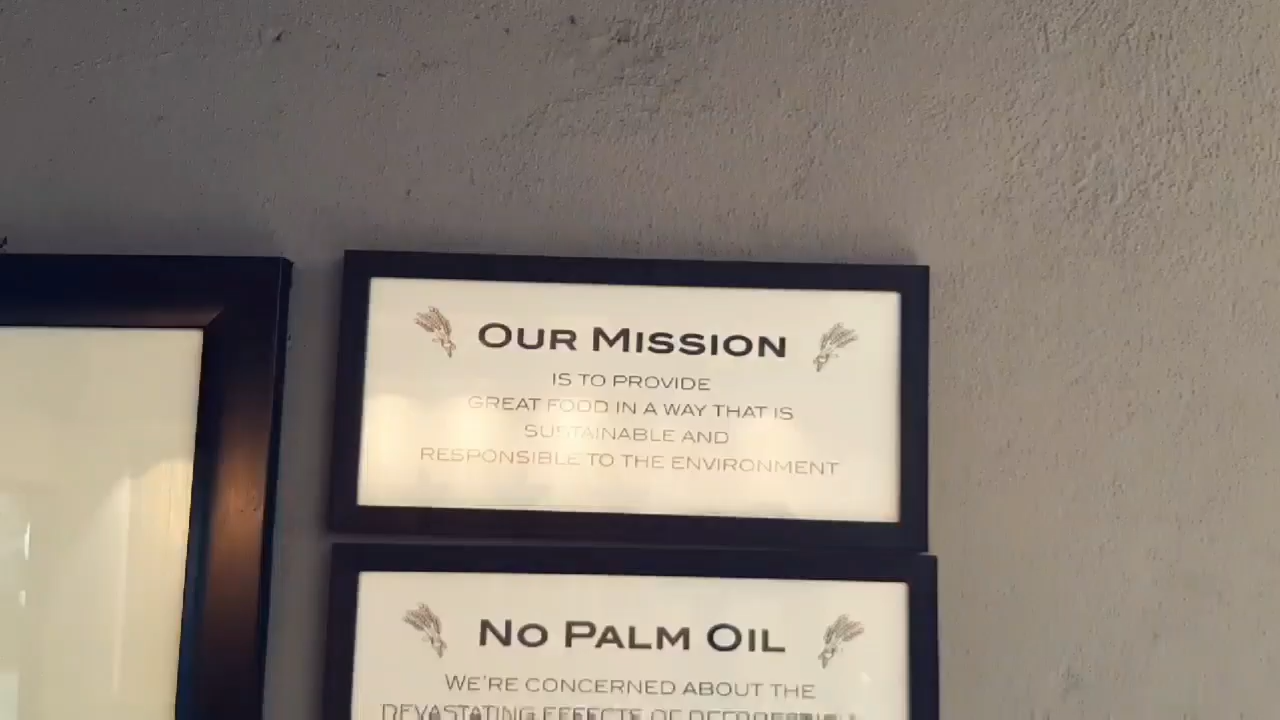 OUR MISSION
IS TO PROVIDE
GREAT FOOD IN A WAY THAT IS
SUSTAINABLE AND
RESPONSIBLE TO THE ENVIRONMENT
NO PALM OIL
WE'RE CONCERNED ABOUT THE
DEVASTATING EFFECTS OF